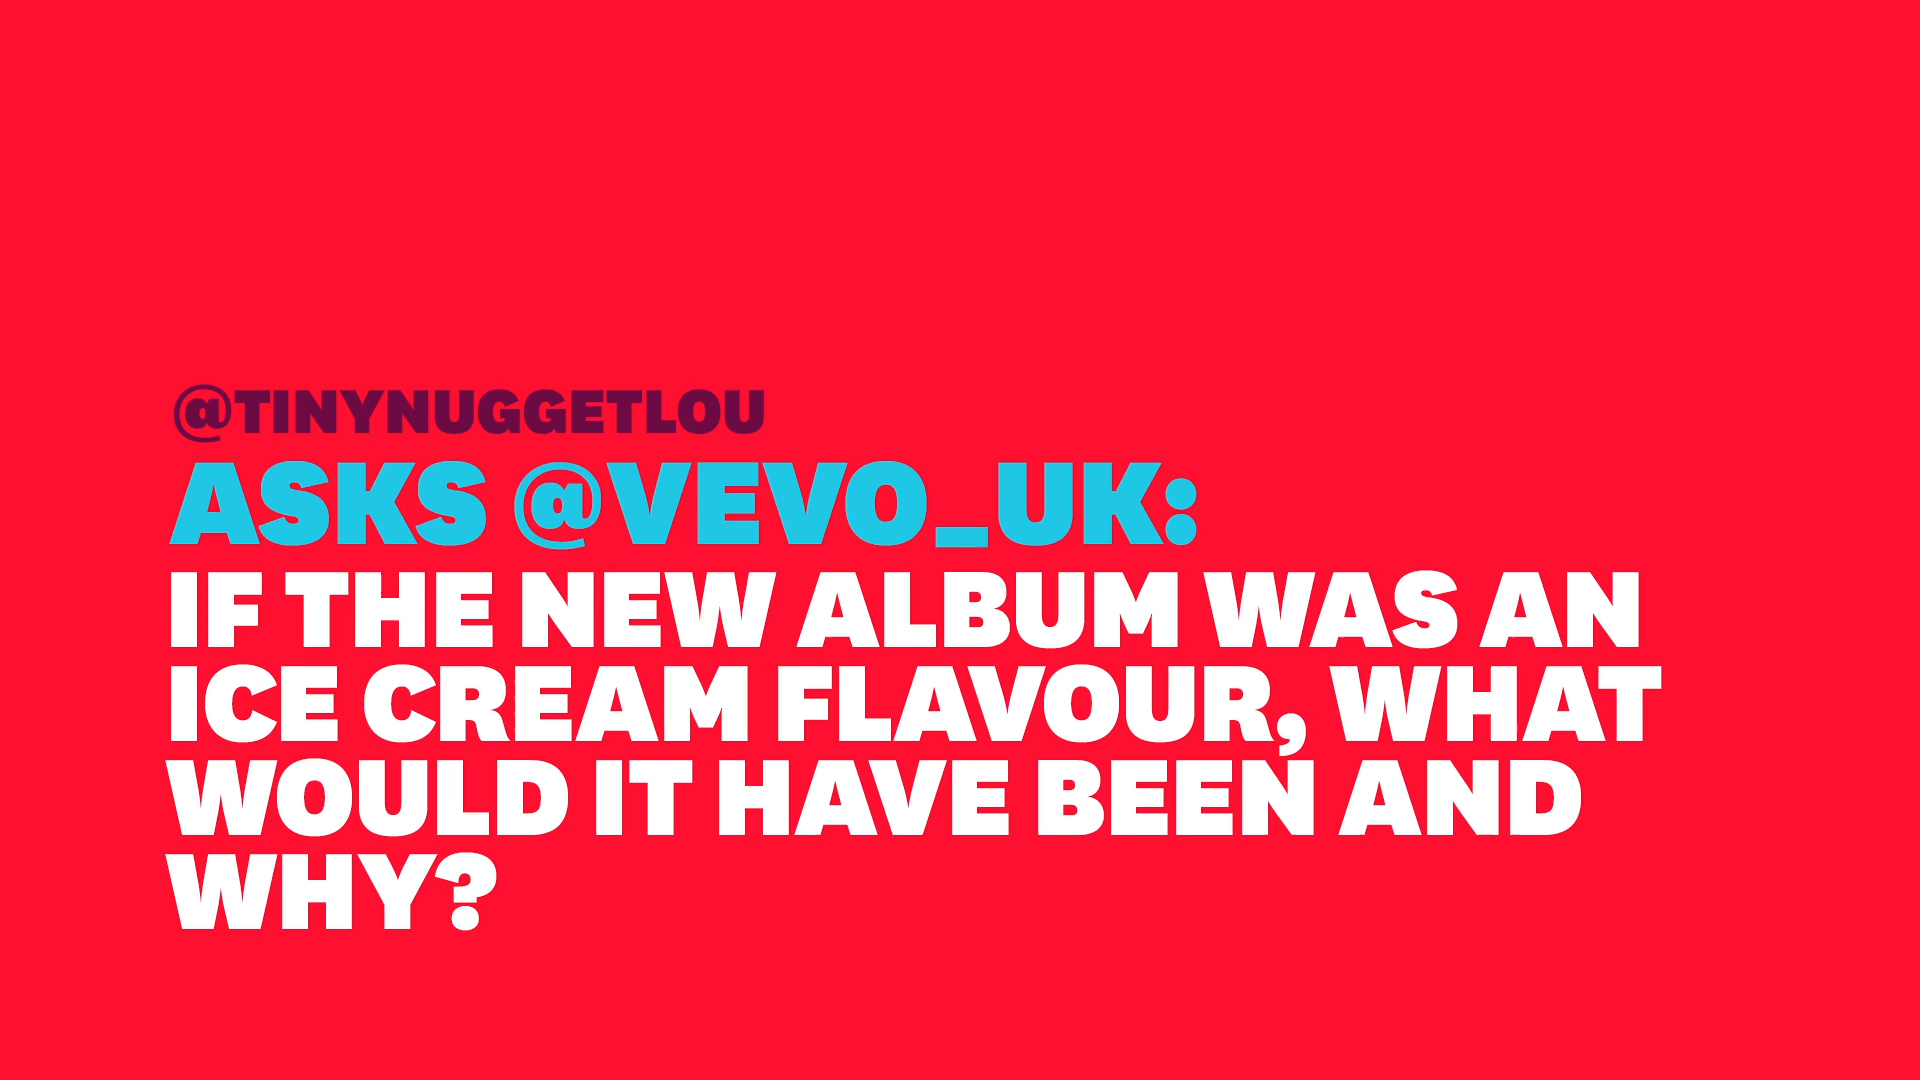 @TINYNUGGETLOU
ASKS @VEVO_UK:
IF THE NEW ALBUM WAS AN
ICE CREAM FLAVOUR, WHAT
WOULD IT HAVE BEEN AND
WHY?